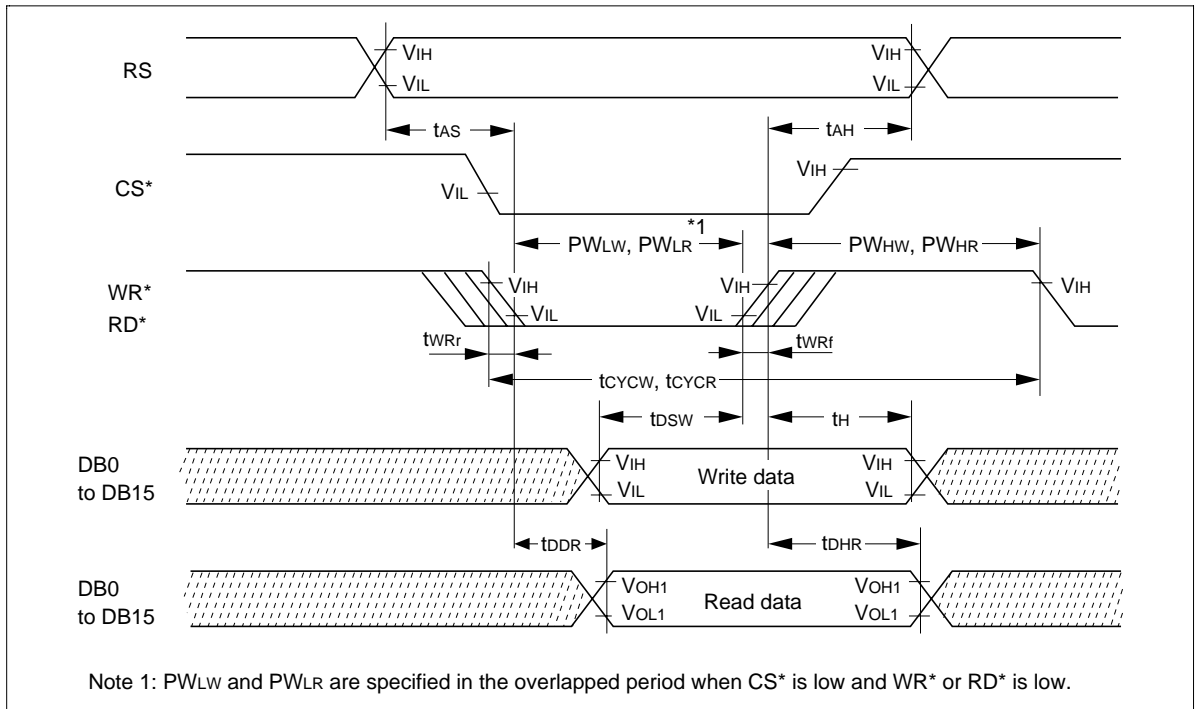 RS
VIH
VIL
VIH
VIL
tAS
tAH
CS*
VIL
VIH
*1
PWLW, PWLR
PWHW, PWHR
WR*
RD*
VIH
VIL
VIH
VIL
VIH
tWRr
tWRf
tCYCW, tCYCR
tDSW
tH
DB0
to DB15
VIH
VIL
Write data
VIH
VIL
tDDR
tDHR
DB0
to DB15
VOH1
VOL1
Read data
VOH1
VOL1
Note 1: PWLW and PWLR are specified in the overlapped period when CS* is low and WR* or RD* is low.